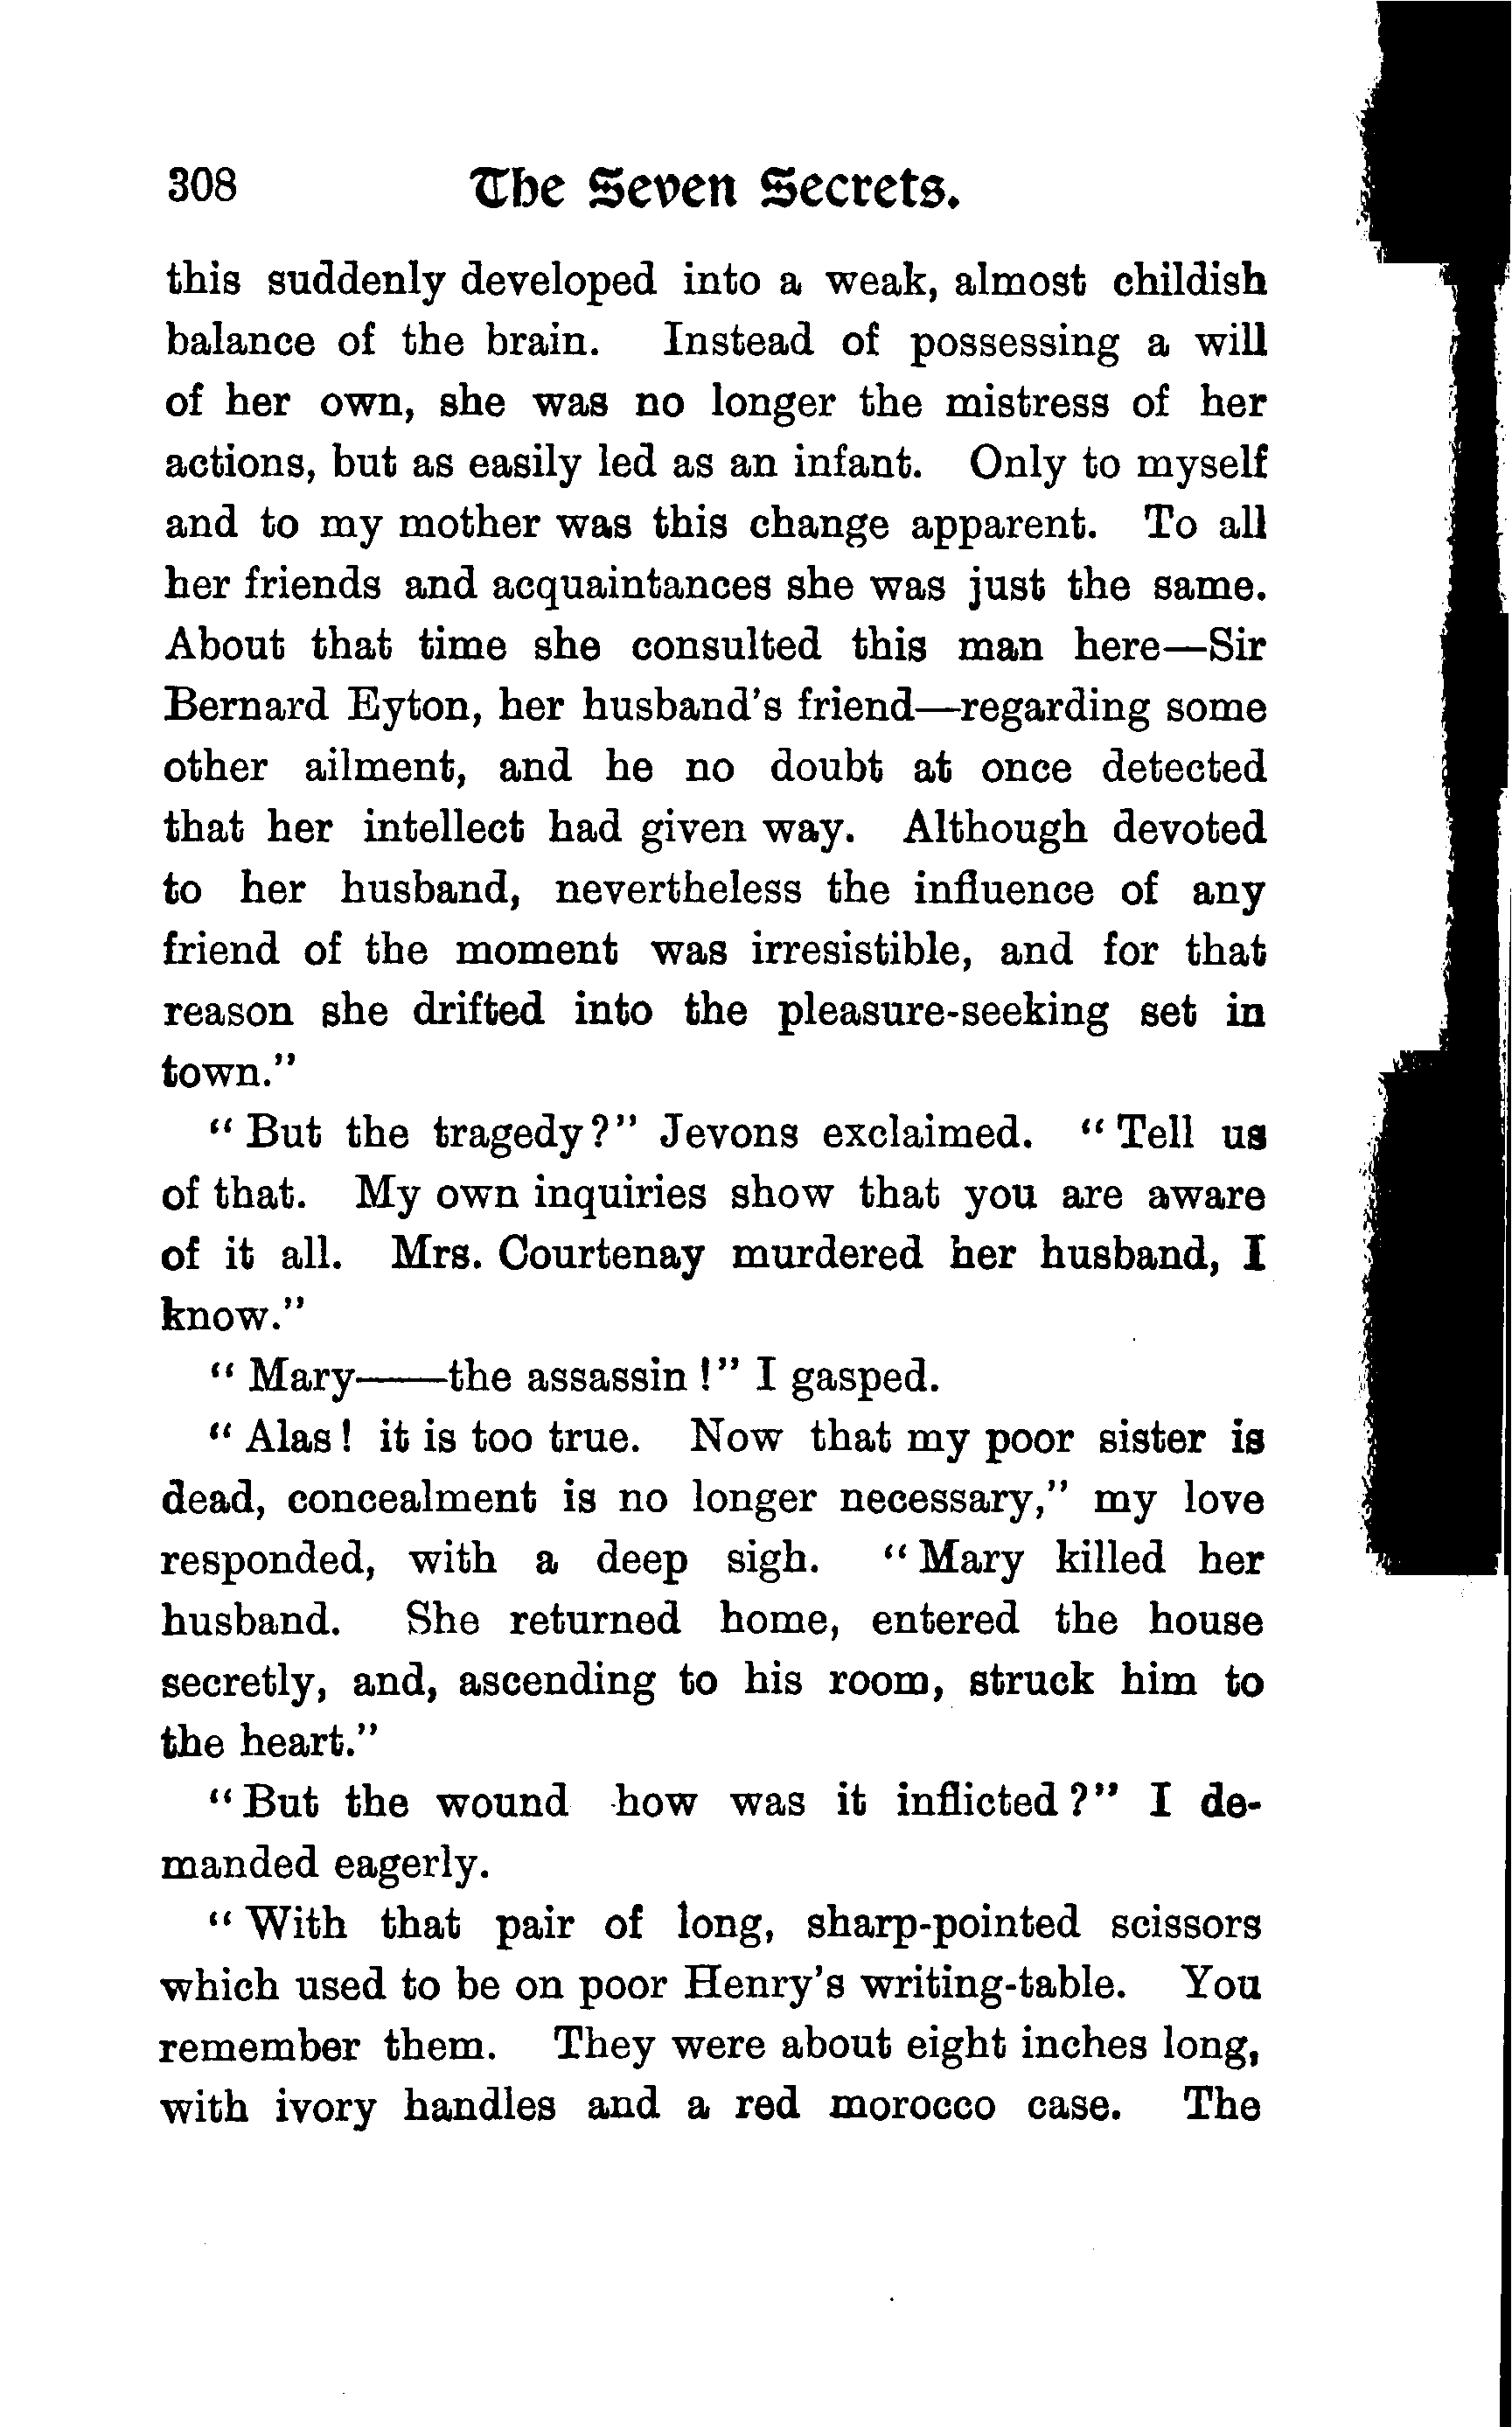 308 The Seven Secrets.
this suddenly developed into a weak, almost childish
balance of the brain. Instead of possessing a will
of her own, she was no longer the mistress of her
actions, but as easily led as an infant. Only to myself
and to my mother was this change apparent. To all
her friends and acquaintances she was just the same.
About that time she consulted this man here—Sir
Bernard Eyton, her husband's friend—regarding some
other ailment, and he no doubt at once detected
that her intellect had given way. Although devoted
to her husband, nevertheless the influence of any
friend of the moment was irresistible, and for that
reason she drifted into the pleasure-seeking set in
town."
"But the tragedy?" Jevons exclaimed. "Tell us
of that. My own inquiries show that you are aware
of it all. Mrs. Courtenay murdered her husband, I
know."
"Mary——the assassin!" I gasped.
"Alas! it is too true. Now that my poor sister is
dead, concealment is no longer necessary," my love
responded, with a deep sigh. "Mary killed her
husband. She returned home, entered the house
secretly, and, ascending to his room, struck him to
the heart."
"But the wound how was it inflicted?" I de-
manded eagerly.
"With that pair of long, sharp-pointed scissors
which used to be on poor Henry's writing-table. You
remember them. They were about eight inches long,
with ivory handles and a red morocco case. The